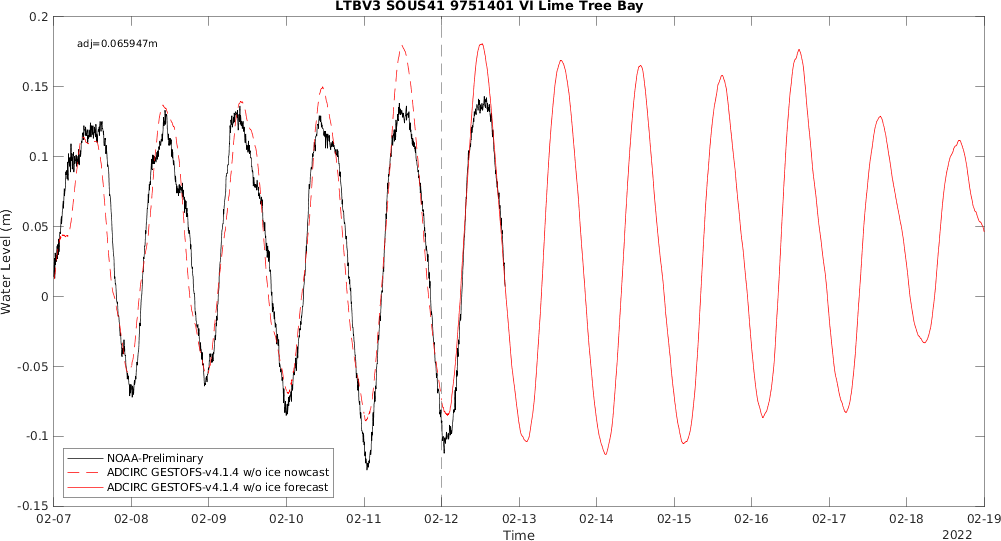 LTBV3 SOUS41 9751401 VI Lime Tree Bay
adj=0.065947m
0.2
0.15
0.1
0.05
0
-0.05
-0.1
-0.15
Water Level (m)
NOAA-Preliminary
ADCIRC GESTOFS-v4.1.4 w/o ice nowcast
ADCIRC GESTOFS-v4.1.4 w/o ice forecast
02-07 02-08 02-09 02-10 02-11 02-12 02-13 02-14 02-15 02-16 02-17 02-18 02-19
Time
2022